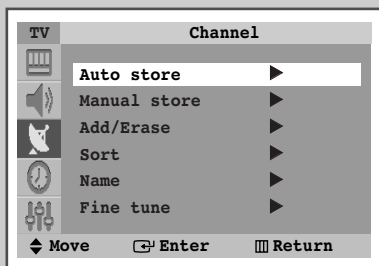 TV Channel
Auto store
Manual store
Add/Erase
Sort
Name
Fine tune
Move Enter Return